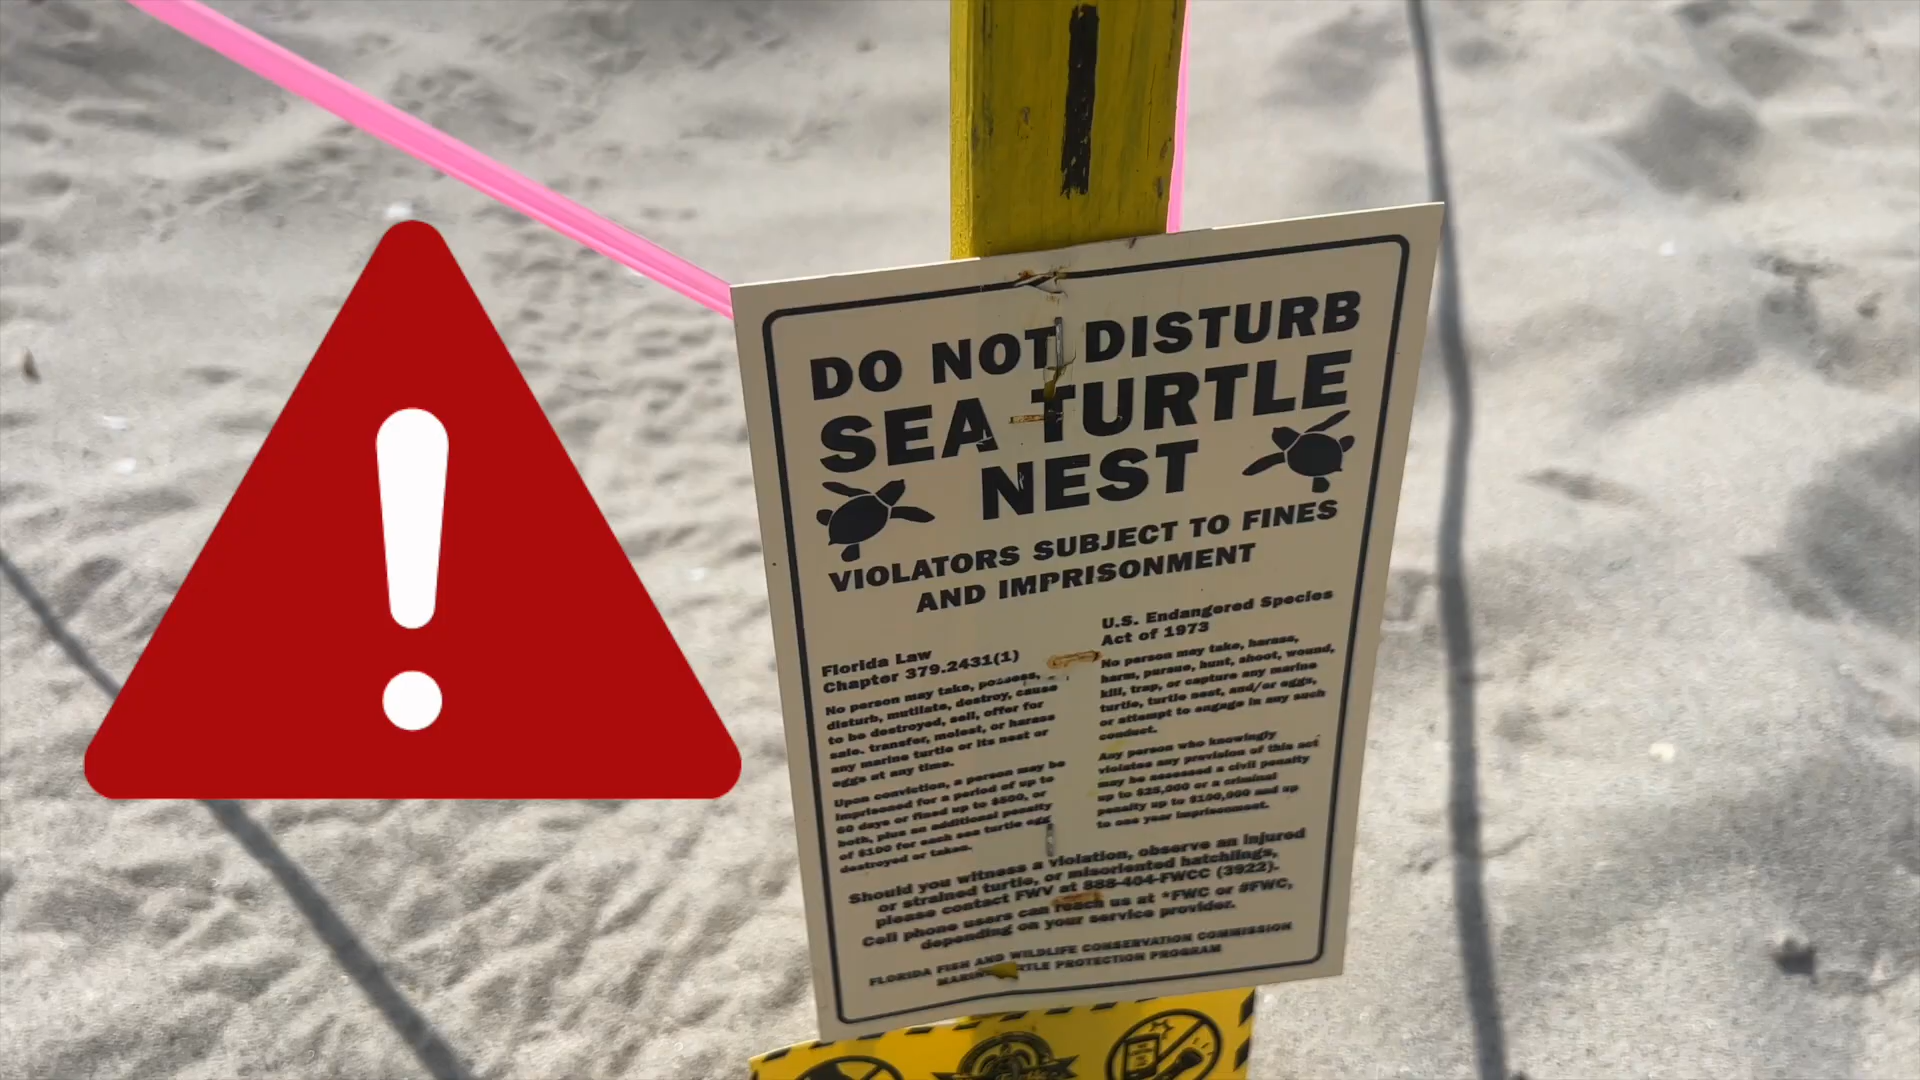 DO NOT DISTURB
SEA TURTLE
NEST
VIOLATORS SUBJECT TO FINES
AND IMPRISONMENT
Florida Law
Chapter 379.2431(1)
No person may take, possess,
disturb, mutilate, destroy, cause
to be destroyed, sell, offer for
sale, transfer, molest, or harass
any marine turtle or its nest or
eggs at any time.
Upon conviction, a person may be
imprisoned for a period of up to
60 days or fined up to $500, or
both, plus an additional penalty
of $100 for each sea turtle egg
destroyed or taken.
U.S. Endangered Species
Act of 1973
No person may take, harass,
harm, pursue, hunt, shoot, wound,
kill, trap, or capture any marine
turtle, turtle nest, and/or eggs,
or attempt to engage in any such
conduct.
Any person who knowingly
violates any provision of this act
may be assessed a civil penalty
up to $25,000 or a criminal
penalty up to $100,000 and up
to one year imprisonment.
Should you witness a violation, observe an injured
or stranded turtle, or misoriented hatchlings,
please contact FWC at 888-404-FWCC (3922).
Cell phone users can reach us at *FWC or #FWC,
depending on your service provider.
FLORIDA FISH AND WILDLIFE CONSERVATION COMMISSION
MARINE TURTLE PROTECTION PROGRAM